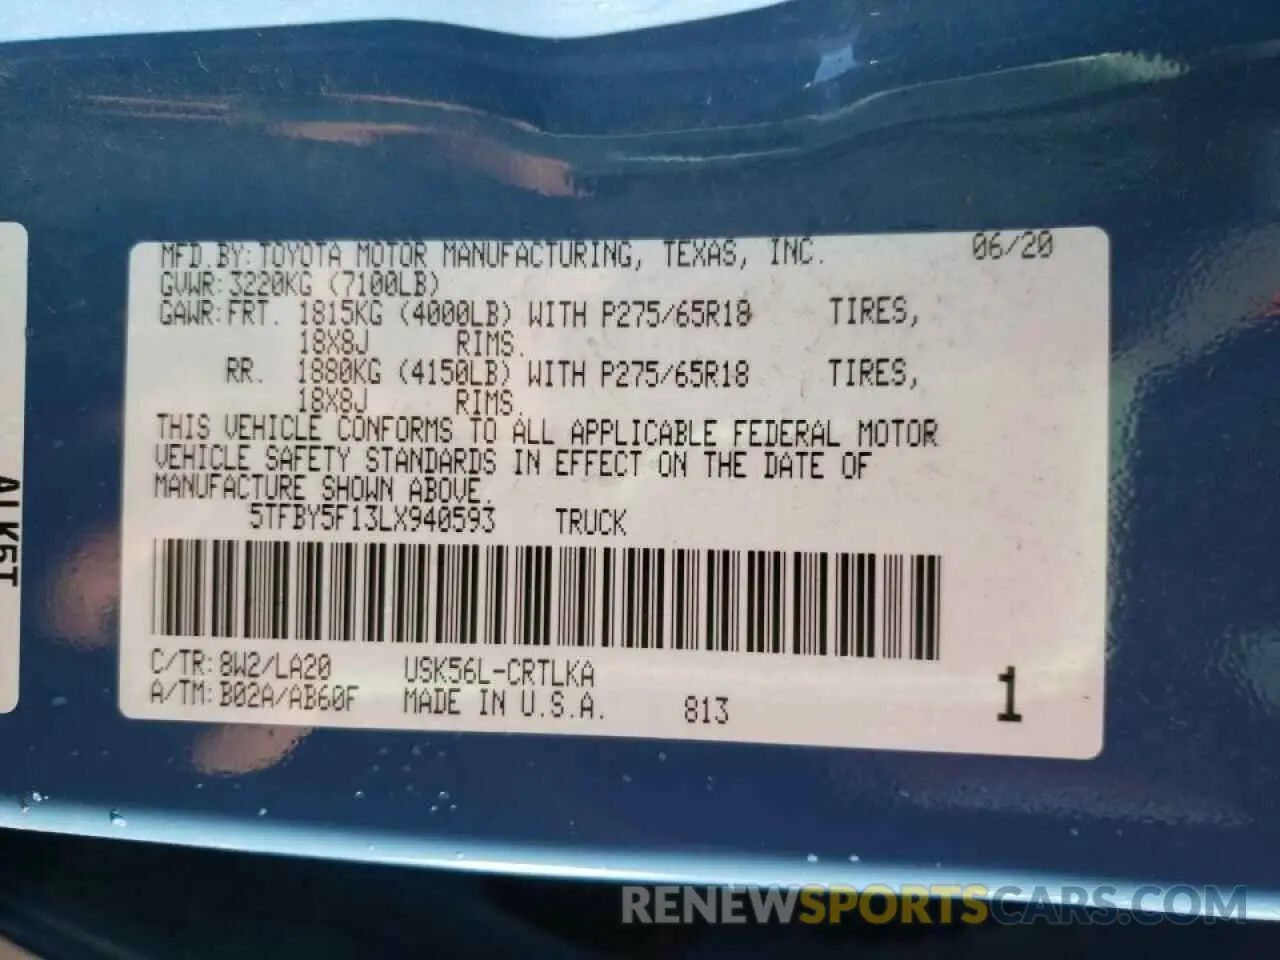 MFD.BY:TOYOTA MOTOR MANUFACTURING, TEXAS, INC. 06/20
GVWR:3220KG (7100LB)
GAWR:FRT. 1815KG (4000LB) WITH P275/65R18 TIRES,
18X8J RIMS.
RR. 1880KG (4150LB) WITH P275/65R18 TIRES,
18X8J RIMS.
THIS VEHICLE CONFORMS TO ALL APPLICABLE FEDERAL MOTOR
VEHICLE SAFETY STANDARDS IN EFFECT ON THE DATE OF
MANUFACTURE SHOWN ABOVE.
5TFBY5F13LX940593 TRUCK
C/TR:8W2/LA20 USK56L-CRTLKA
A/TM:B02A/AB60F MADE IN U.S.A. 813 1
ALK5T
RENEWSPORTSCARS.COM